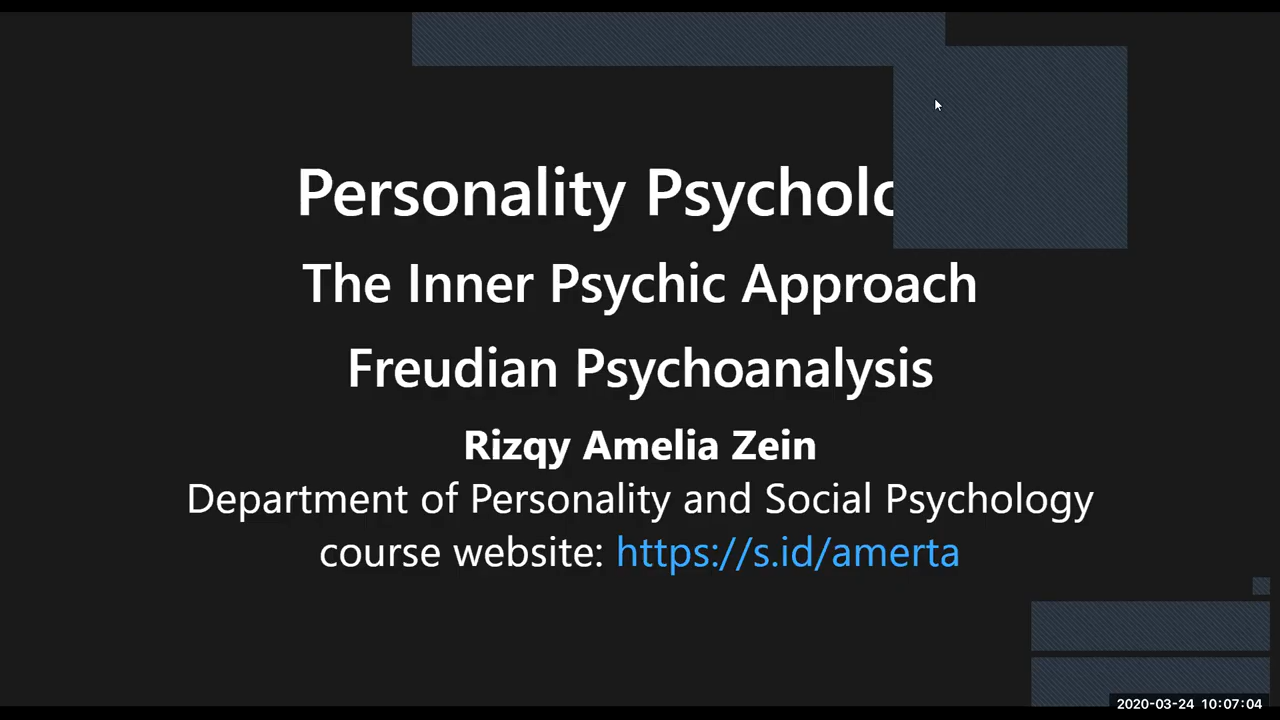 Personality Psycholo
The Inner Psychic Approach
Freudian Psychoanalysis
Rizqy Amelia Zein
Department of Personality and Social Psychology
course website: https://s.id/amerta
2020-03-24 10:07:04